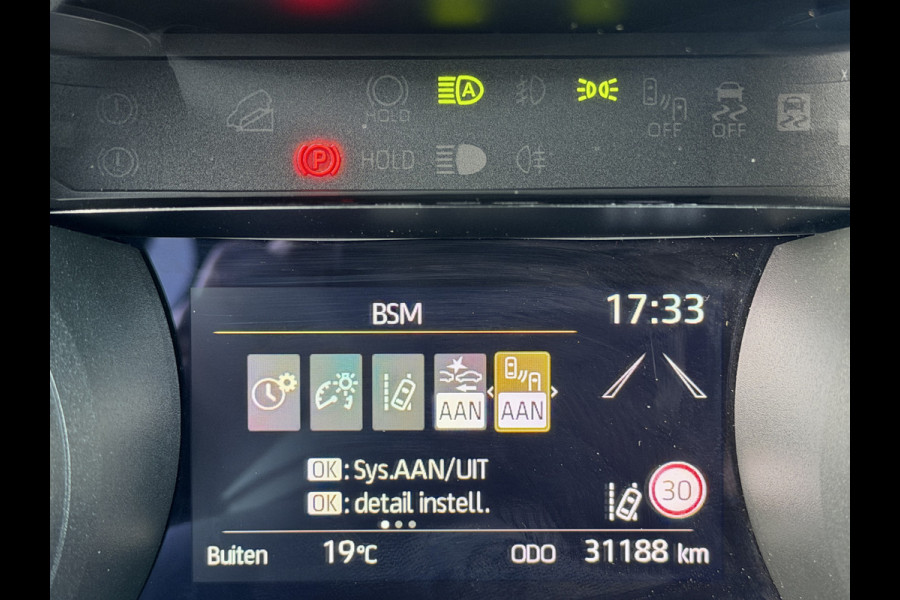 HOLD
A
OFF
OFF
P
HOLD
BSM
17:33
AAN
AAN
OK : Sys.AAN/UIT
OK : detail instell.
30
Buiten 19°C ODO 31188 km